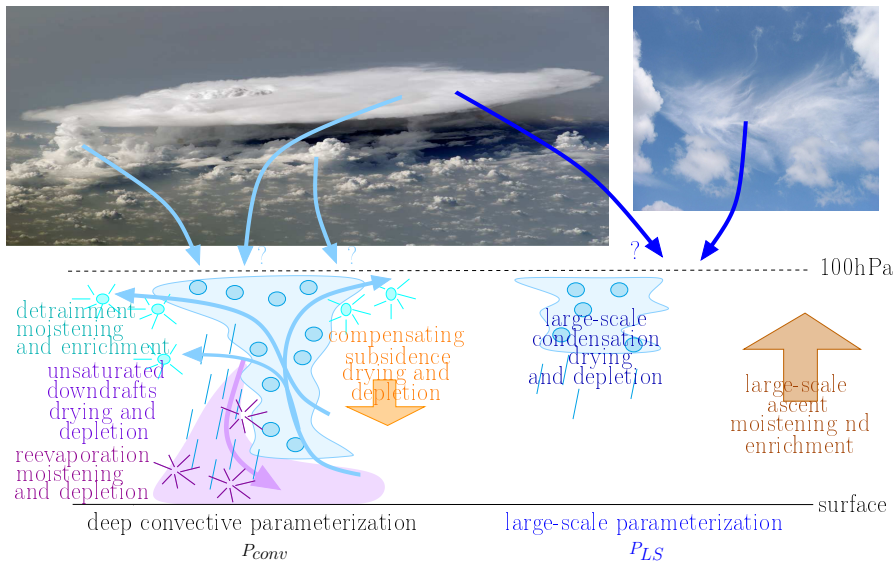 ?
?
?
100hPa
detrainment
moistening
and enrichment
unsaturated
downdrafts
drying and
depletion
reevaporation
moistening
and depletion
compensating
subsidence
drying and
depletion
large-scale
condensation
drying
and depletion
large-scale
ascent
moistening nd
enrichment
surface
deep convective parameterization
P_conv
large-scale parameterization
P_LS